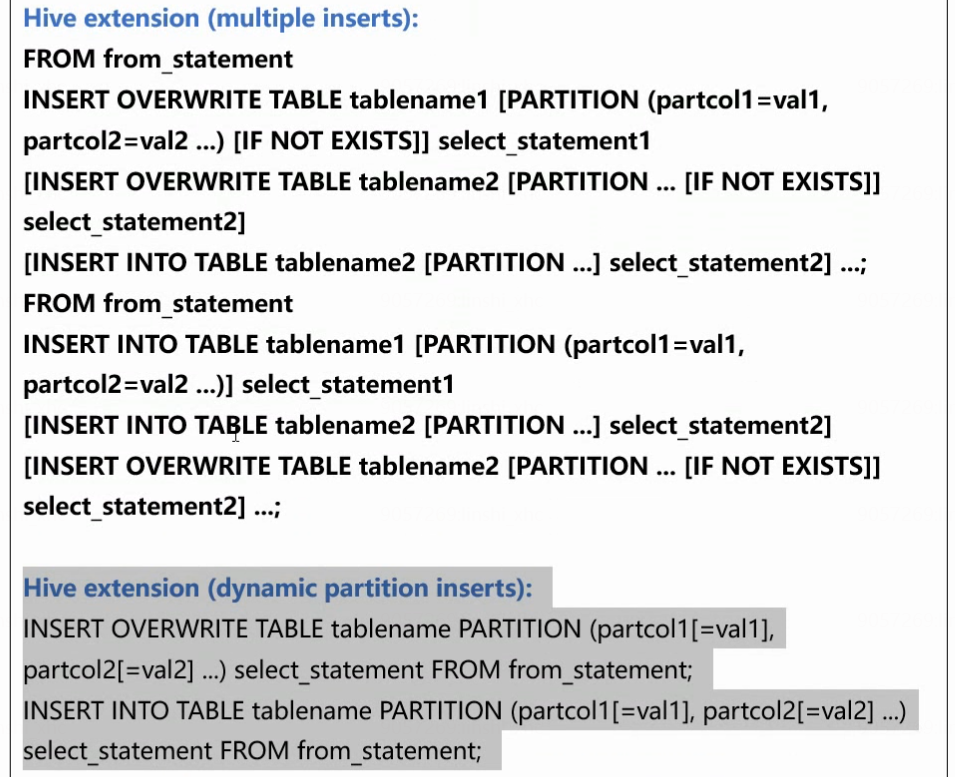 Hive extension (multiple inserts):
FROM from_statement
INSERT OVERWRITE TABLE tablename1 [PARTITION (partcol1=val1,
partcol2=val2 ...) [IF NOT EXISTS]] select_statement1
[INSERT OVERWRITE TABLE tablename2 [PARTITION ... [IF NOT EXISTS]]
select_statement2]
[INSERT INTO TABLE tablename2 [PARTITION ...] select_statement2] ...;
FROM from_statement
INSERT INTO TABLE tablename1 [PARTITION (partcol1=val1,
partcol2=val2 ...)] select_statement1
[INSERT INTO TABLE tablename2 [PARTITION ...] select_statement2]
[INSERT OVERWRITE TABLE tablename2 [PARTITION ... [IF NOT EXISTS]]
select_statement2] ...;
Hive extension (dynamic partition inserts):
INSERT OVERWRITE TABLE tablename PARTITION (partcol1[=val1],
partcol2[=val2] ...) select_statement FROM from_statement;
INSERT INTO TABLE tablename PARTITION (partcol1[=val1], partcol2[=val2] ...)
select_statement FROM from_statement;